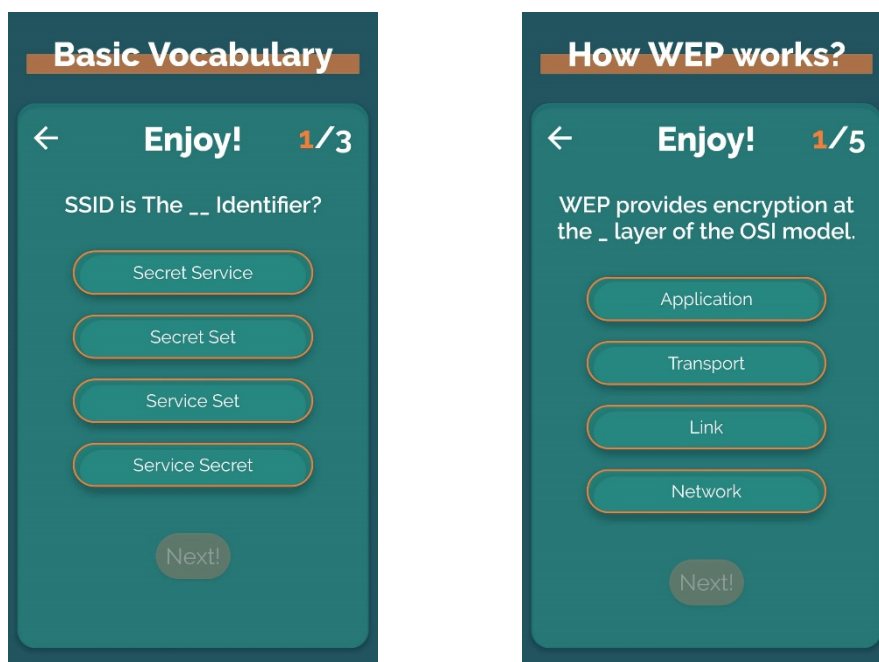 Basic Vocabulary
← Enjoy! 1/3
SSID is The __ Identifier?
Secret Service
Secret Set
Service Set
Service Secret
Next!
How WEP works?
← Enjoy! 1/5
WEP provides encryption at
the _ layer of the OSI model.
Application
Transport
Link
Network
Next!